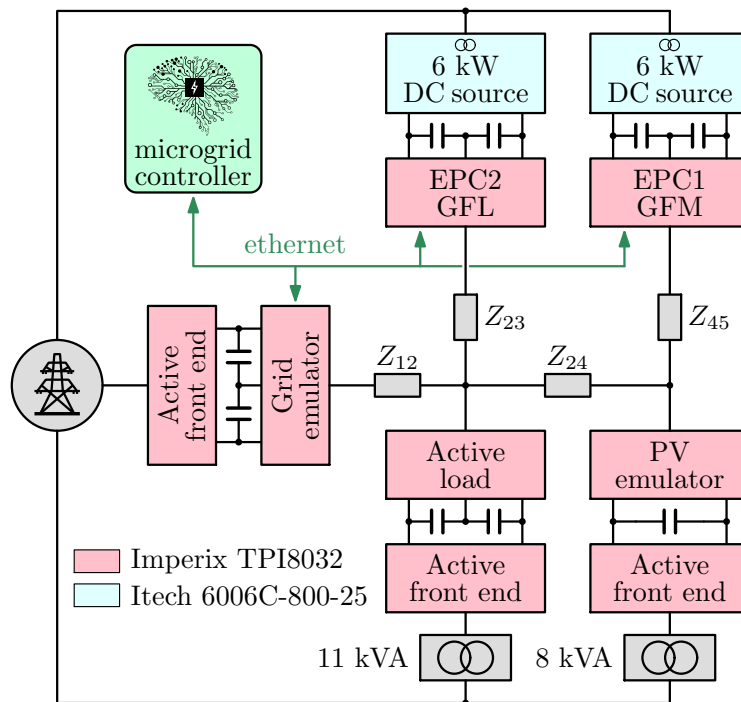 6 kW
DC source
6 kW
DC source
microgrid
controller
EPC2
GFL
EPC1
GFM
ethernet
Z23
Z45
Active
front end
Grid
emulator
Z12
Z24
Active
load
PV
emulator
Imperix TPI8032
Itech 6006C-800-25
Active
front end
Active
front end
11 kVA
8 kVA